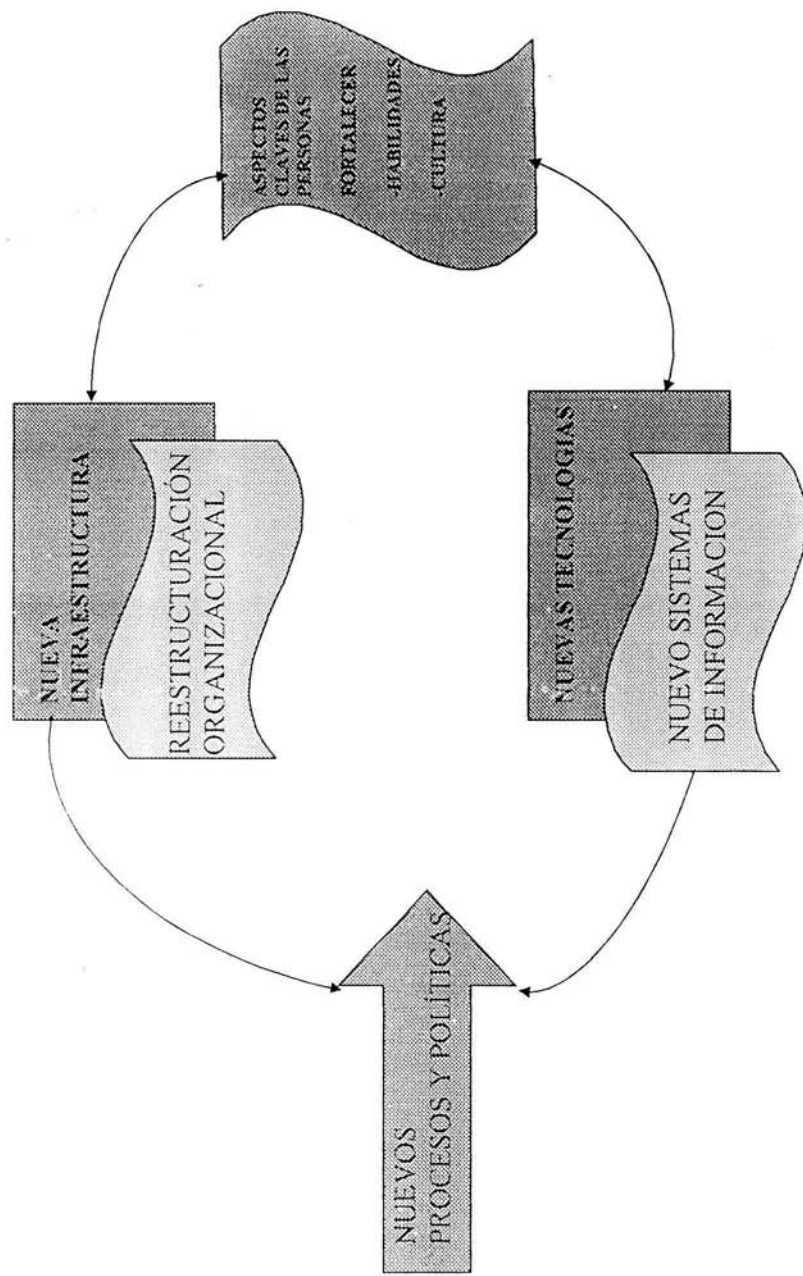 NUEVA
INFRAESTRUCTURA
REESTRUCTURACIÓN
ORGANIZACIONAL
ASPECTOS
CLAVES DE LAS
PERSONAS
FORTALECER
-HABILIDADES
-CULTURA
NUEVOS
PROCESOS Y POLÍTICAS
NUEVAS TECNOLOGIAS
NUEVO SISTEMAS
DE INFORMACION